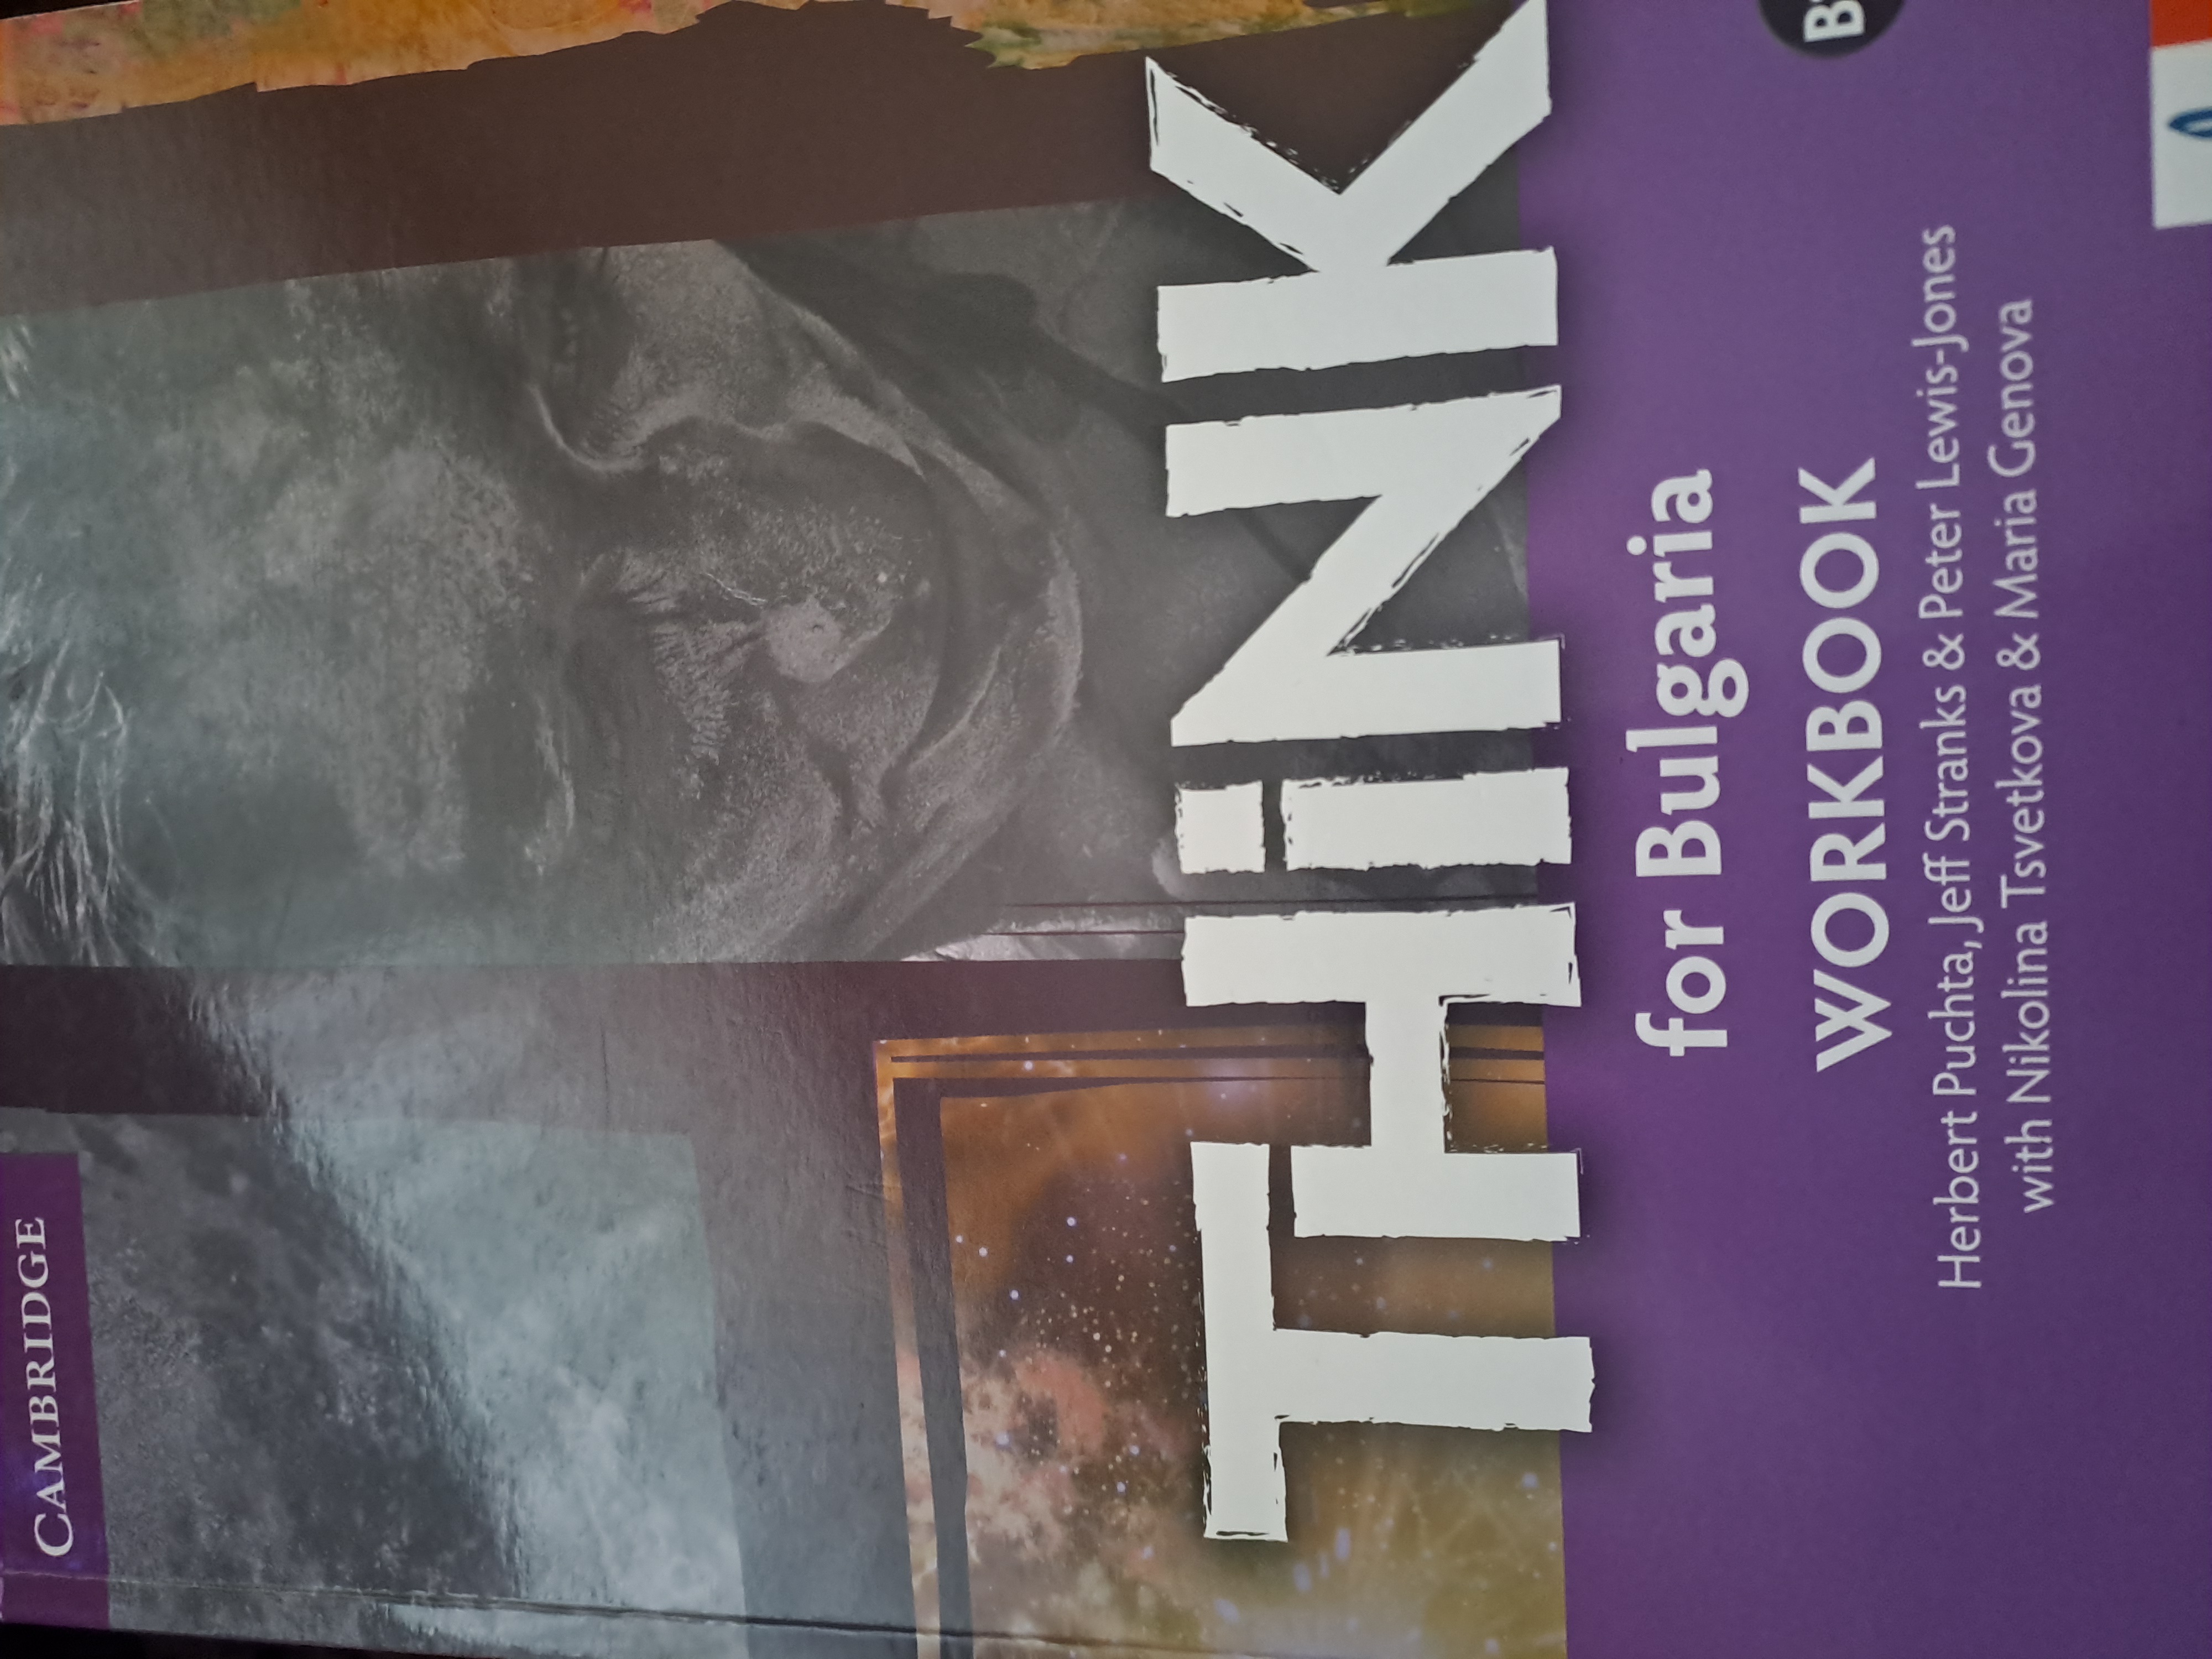 CAMBRIDGE
THiNK
for Bulgaria
WORKBOOK
Herbert Puchta, Jeff Stranks & Peter Lewis-Jones
with Nikolina Tsvetkova & Maria Genova